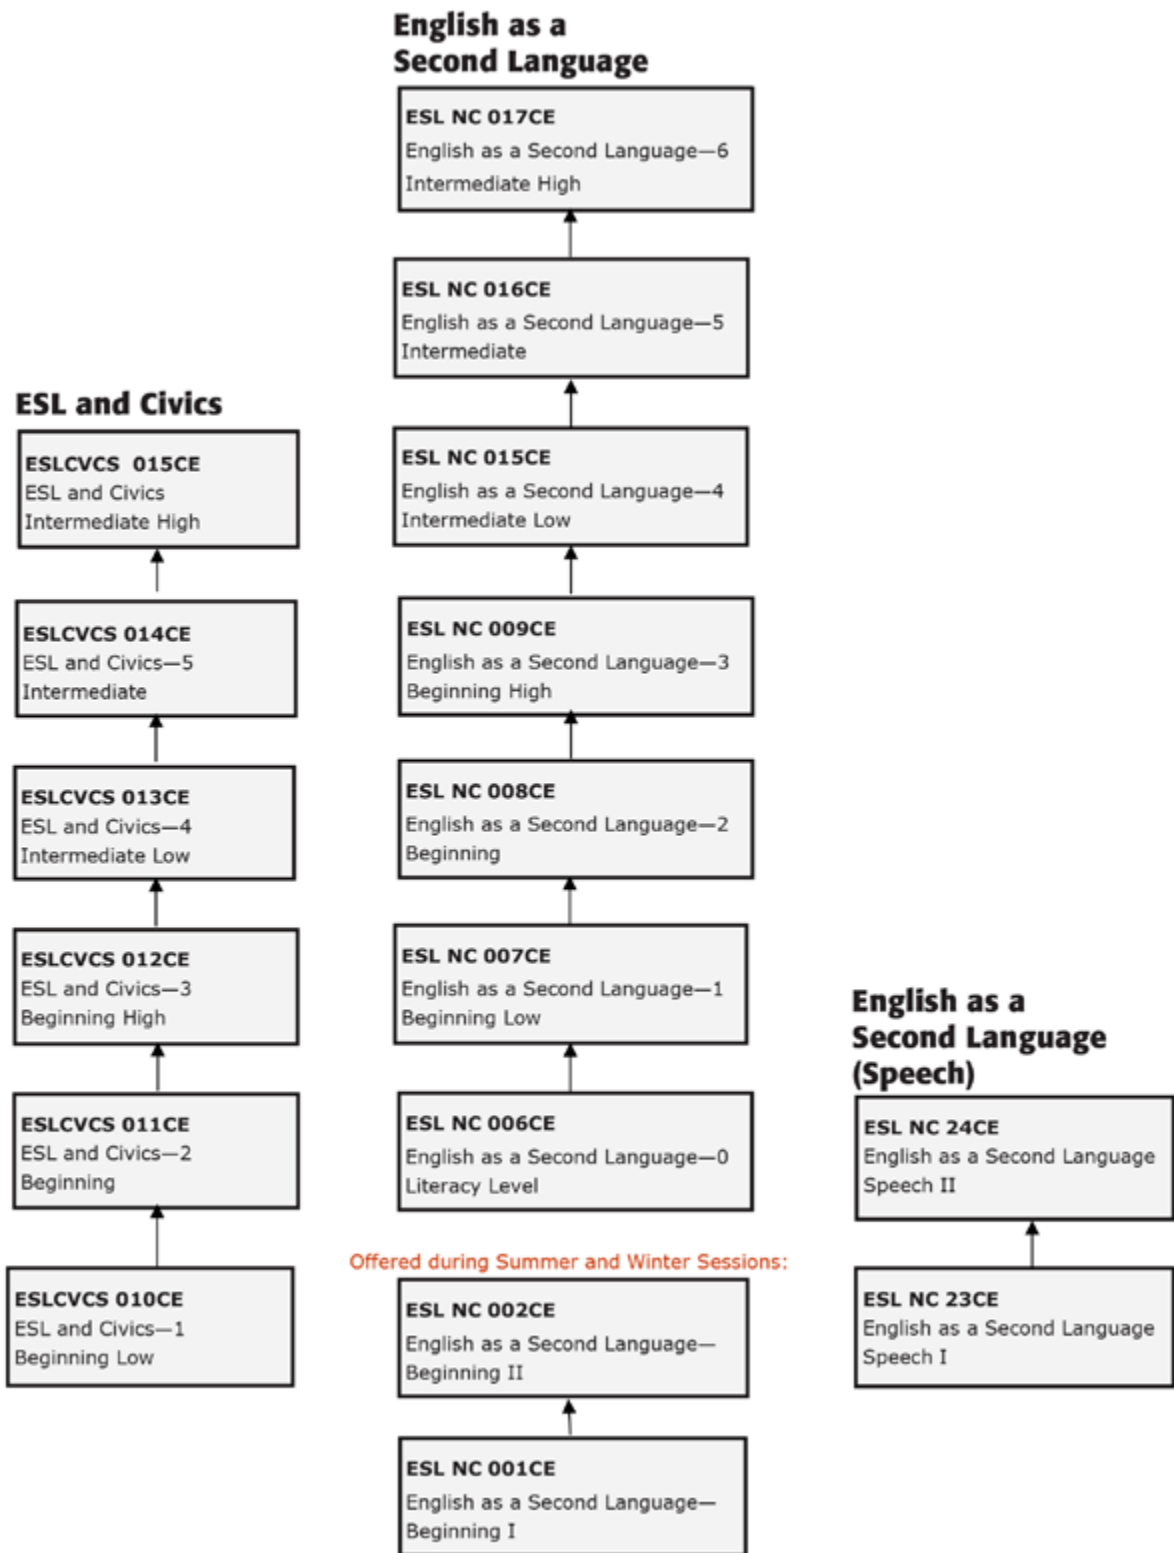 English as a
Second Language
ESL NC 017CE
English as a Second Language—6
Intermediate High
ESL NC 016CE
English as a Second Language—5
Intermediate
ESL NC 015CE
English as a Second Language—4
Intermediate Low
ESL NC 009CE
English as a Second Language—3
Beginning High
ESL NC 008CE
English as a Second Language—2
Beginning
ESL NC 007CE
English as a Second Language—1
Beginning Low
ESL NC 006CE
English as a Second Language—0
Literacy Level
Offered during Summer and Winter Sessions:
ESL NC 002CE
English as a Second Language—
Beginning II
ESL NC 001CE
English as a Second Language—
Beginning I
ESL and Civics
ESLCVCS  015CE
ESL and Civics
Intermediate High
ESLCVCS 014CE
ESL and Civics—5
Intermediate
ESLCVCS 013CE
ESL and Civics—4
Intermediate Low
ESLCVCS 012CE
ESL and Civics—3
Beginning High
ESLCVCS 011CE
ESL and Civics—2
Beginning
ESLCVCS 010CE
ESL and Civics—1
Beginning Low
English as a
Second Language
(Speech)
ESL NC 24CE
English as a Second Language
Speech II
ESL NC 23CE
English as a Second Language
Speech I